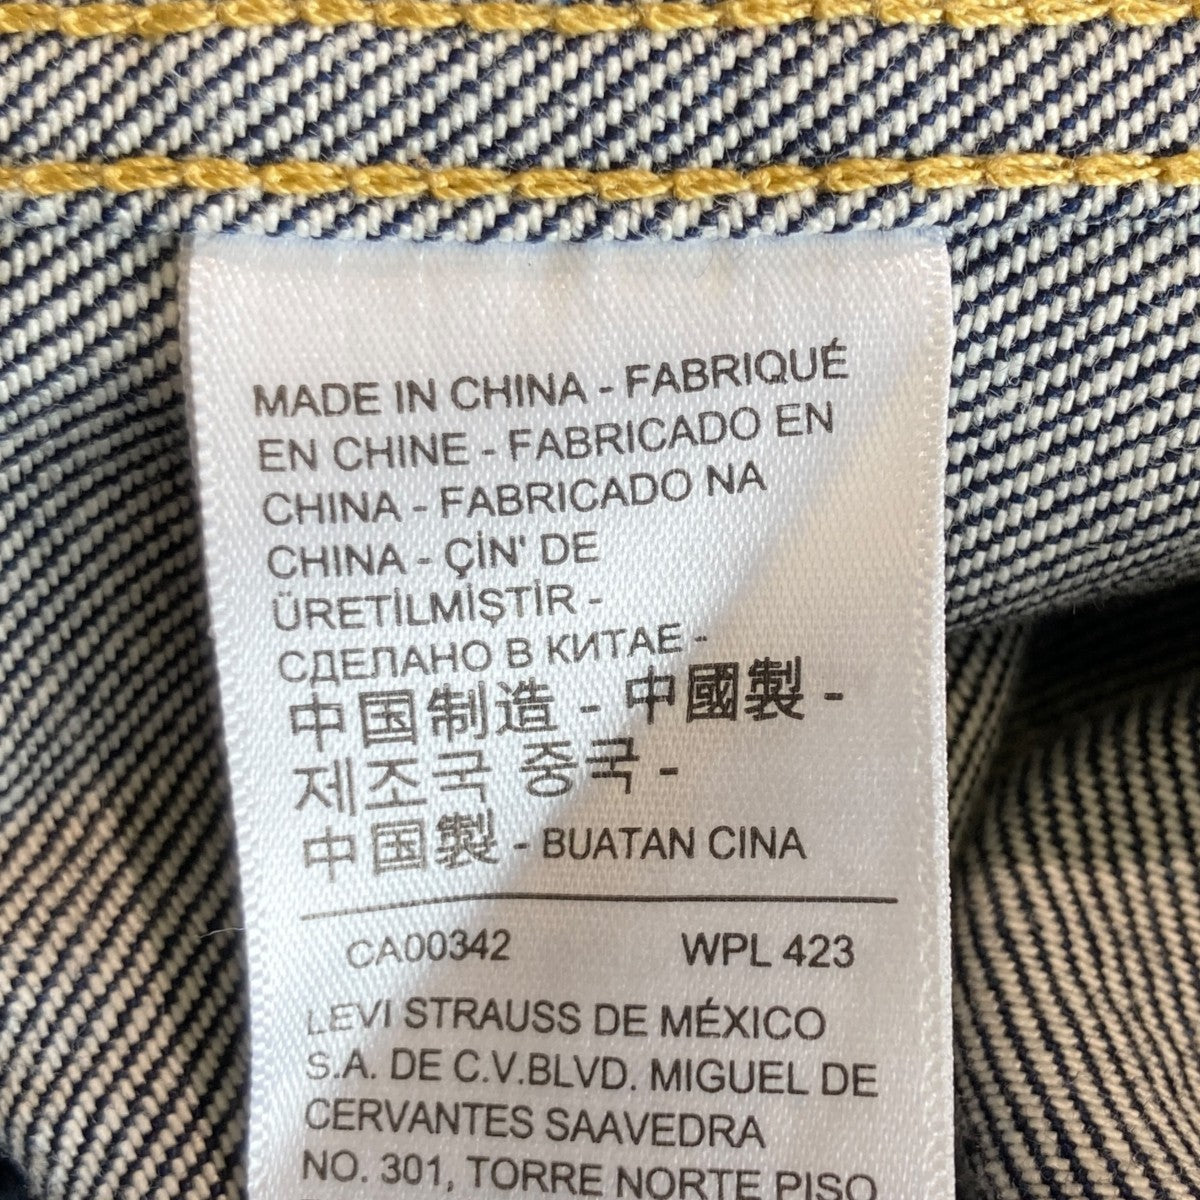 MADE IN CHINA - FABRIQUÉ
EN CHINE - FABRICADO EN
CHINA - FABRICADO NA
CHINA - ÇİN' DE
ÜRETİLMİŞTİR -
СДЕЛАНО В КИТАЕ -
中国制造 - 中國製 -
제조국 중국 -
中国製 - BUATAN CINA
CA00342 WPL 423
LEVI STRAUSS DE MÉXICO
S.A. DE C.V.BLVD. MIGUEL DE
CERVANTES SAAVEDRA
NO. 301, TORRE NORTE PISO